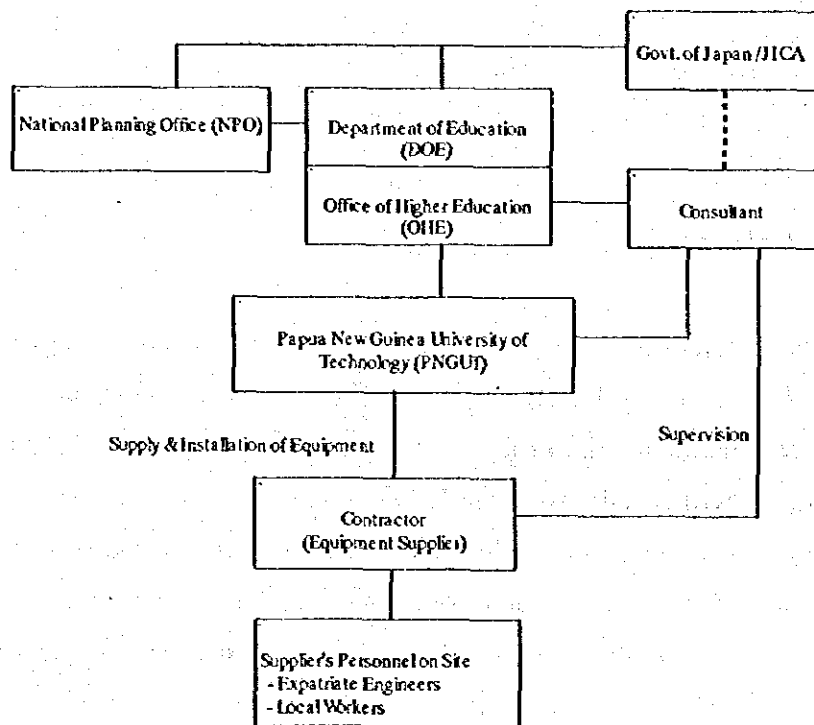 Govt. of Japan /JICA
National Planning Office (NPO)
Department of Education
(DOE)
Office of Higher Education
(OHE)
Consultant
Papua New Guinea University of
Technology (PNGUT)
Supply & Installation of Equipment
Supervision
Contractor
(Equipment Supplier)
Supplier's Personnel on Site
- Expatriate Engineers
- Local Workers